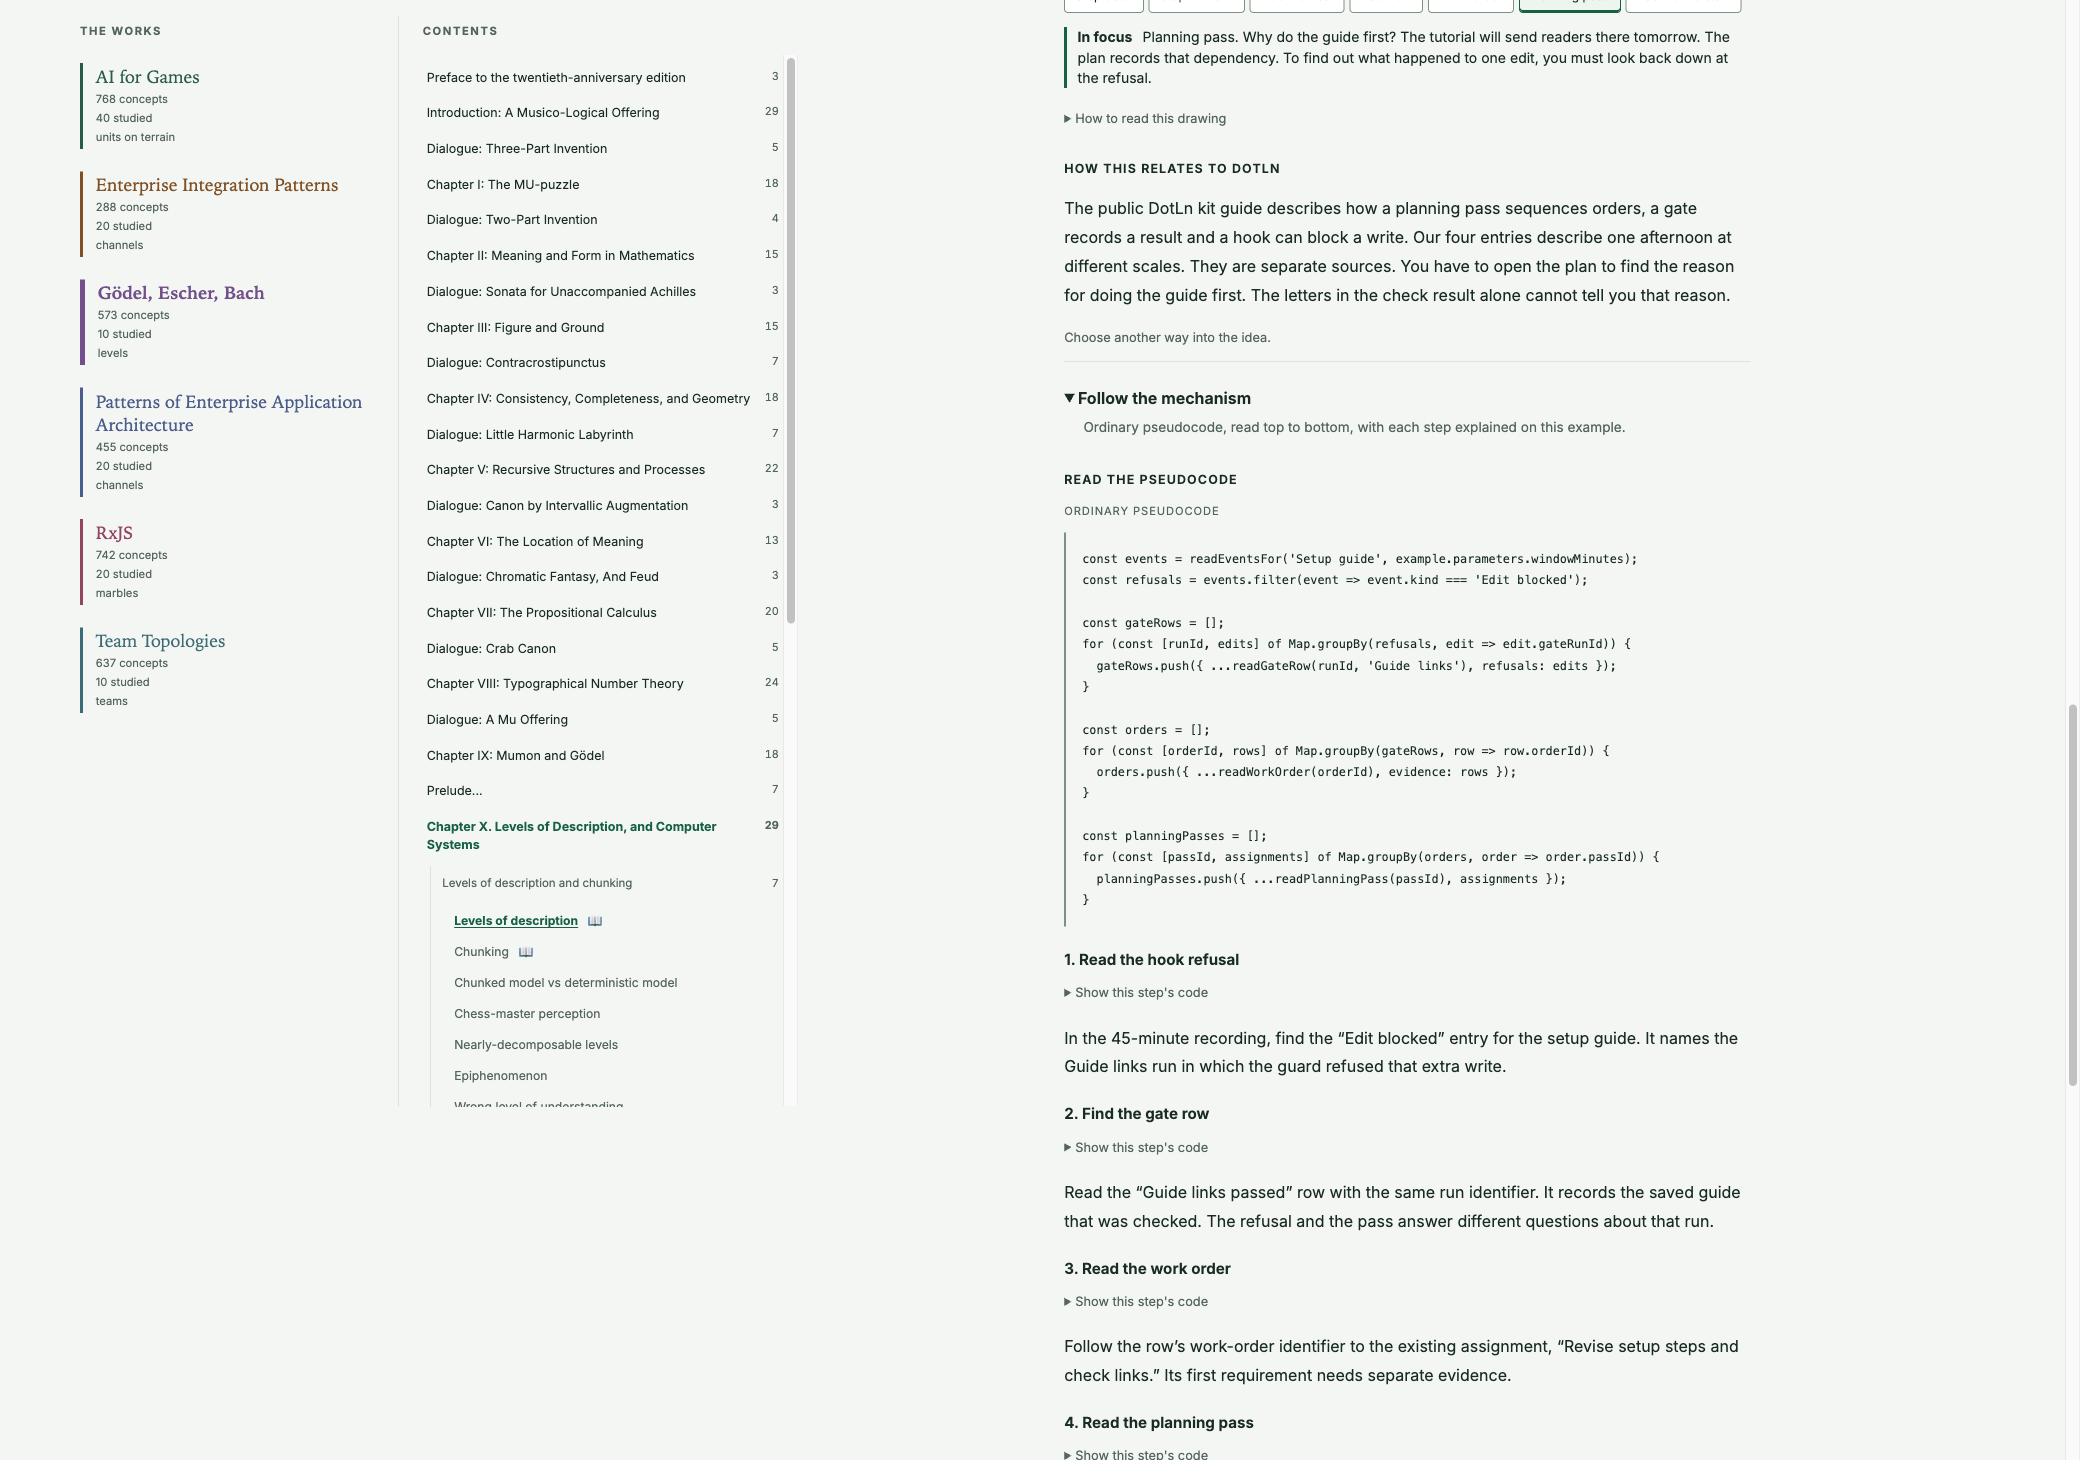 THE WORKS
AI for Games
768 concepts
40 studied
units on terrain
Enterprise Integration Patterns
288 concepts
20 studied
channels
Gödel, Escher, Bach
573 concepts
10 studied
levels
Patterns of Enterprise Application
Architecture
455 concepts
20 studied
channels
RxJS
742 concepts
20 studied
marbles
Team Topologies
637 concepts
10 studied
teams
CONTENTS
Preface to the twentieth-anniversary edition 3
Introduction: A Musico-Logical Offering 29
Dialogue: Three-Part Invention 5
Chapter I: The MU-puzzle 18
Dialogue: Two-Part Invention 4
Chapter II: Meaning and Form in Mathematics 15
Dialogue: Sonata for Unaccompanied Achilles 3
Chapter III: Figure and Ground 15
Dialogue: Contracrostipunctus 7
Chapter IV: Consistency, Completeness, and Geometry 18
Dialogue: Little Harmonic Labyrinth 7
Chapter V: Recursive Structures and Processes 22
Dialogue: Canon by Intervallic Augmentation 3
Chapter VI: The Location of Meaning 13
Dialogue: Chromatic Fantasy, And Feud 3
Chapter VII: The Propositional Calculus 20
Dialogue: Crab Canon 5
Chapter VIII: Typographical Number Theory 24
Dialogue: A Mu Offering 5
Chapter IX: Mumon and Gödel 18
Prelude... 7
Chapter X. Levels of Description, and Computer 29
Systems
Levels of description and chunking 7
Levels of description
Chunking
Chunked model vs deterministic model
Chess-master perception
Nearly-decomposable levels
Epiphenomenon
Wrong level of understanding
In focus Planning pass. Why do the guide first? The tutorial will send readers there tomorrow. The
plan records that dependency. To find out what happened to one edit, you must look back down at
the refusal.
▶ How to read this drawing
HOW THIS RELATES TO DOTLN
The public DotLn kit guide describes how a planning pass sequences orders, a gate
records a result and a hook can block a write. Our four entries describe one afternoon at
different scales. They are separate sources. You have to open the plan to find the reason
for doing the guide first. The letters in the check result alone cannot tell you that reason.
Choose another way into the idea.
▼ Follow the mechanism
Ordinary pseudocode, read top to bottom, with each step explained on this example.
READ THE PSEUDOCODE
ORDINARY PSEUDOCODE
const events = readEventsFor('Setup guide', example.parameters.windowMinutes);
const refusals = events.filter(event => event.kind === 'Edit blocked');
const gateRows = [];
for (const [runId, edits] of Map.groupBy(refusals, edit => edit.gateRunId)) {
  gateRows.push({ ...readGateRow(runId, 'Guide links'), refusals: edits });
}
const orders = [];
for (const [orderId, rows] of Map.groupBy(gateRows, row => row.orderId)) {
  orders.push({ ...readWorkOrder(orderId), evidence: rows });
}
const planningPasses = [];
for (const [passId, assignments] of Map.groupBy(orders, order => order.passId)) {
  planningPasses.push({ ...readPlanningPass(passId), assignments });
}
1. Read the hook refusal
▶ Show this step's code
In the 45-minute recording, find the “Edit blocked” entry for the setup guide. It names the
Guide links run in which the guard refused that extra write.
2. Find the gate row
▶ Show this step's code
Read the “Guide links passed” row with the same run identifier. It records the saved guide
that was checked. The refusal and the pass answer different questions about that run.
3. Read the work order
▶ Show this step's code
Follow the row’s work-order identifier to the existing assignment, “Revise setup steps and
check links.” Its first requirement needs separate evidence.
4. Read the planning pass
▶ Show this step's code